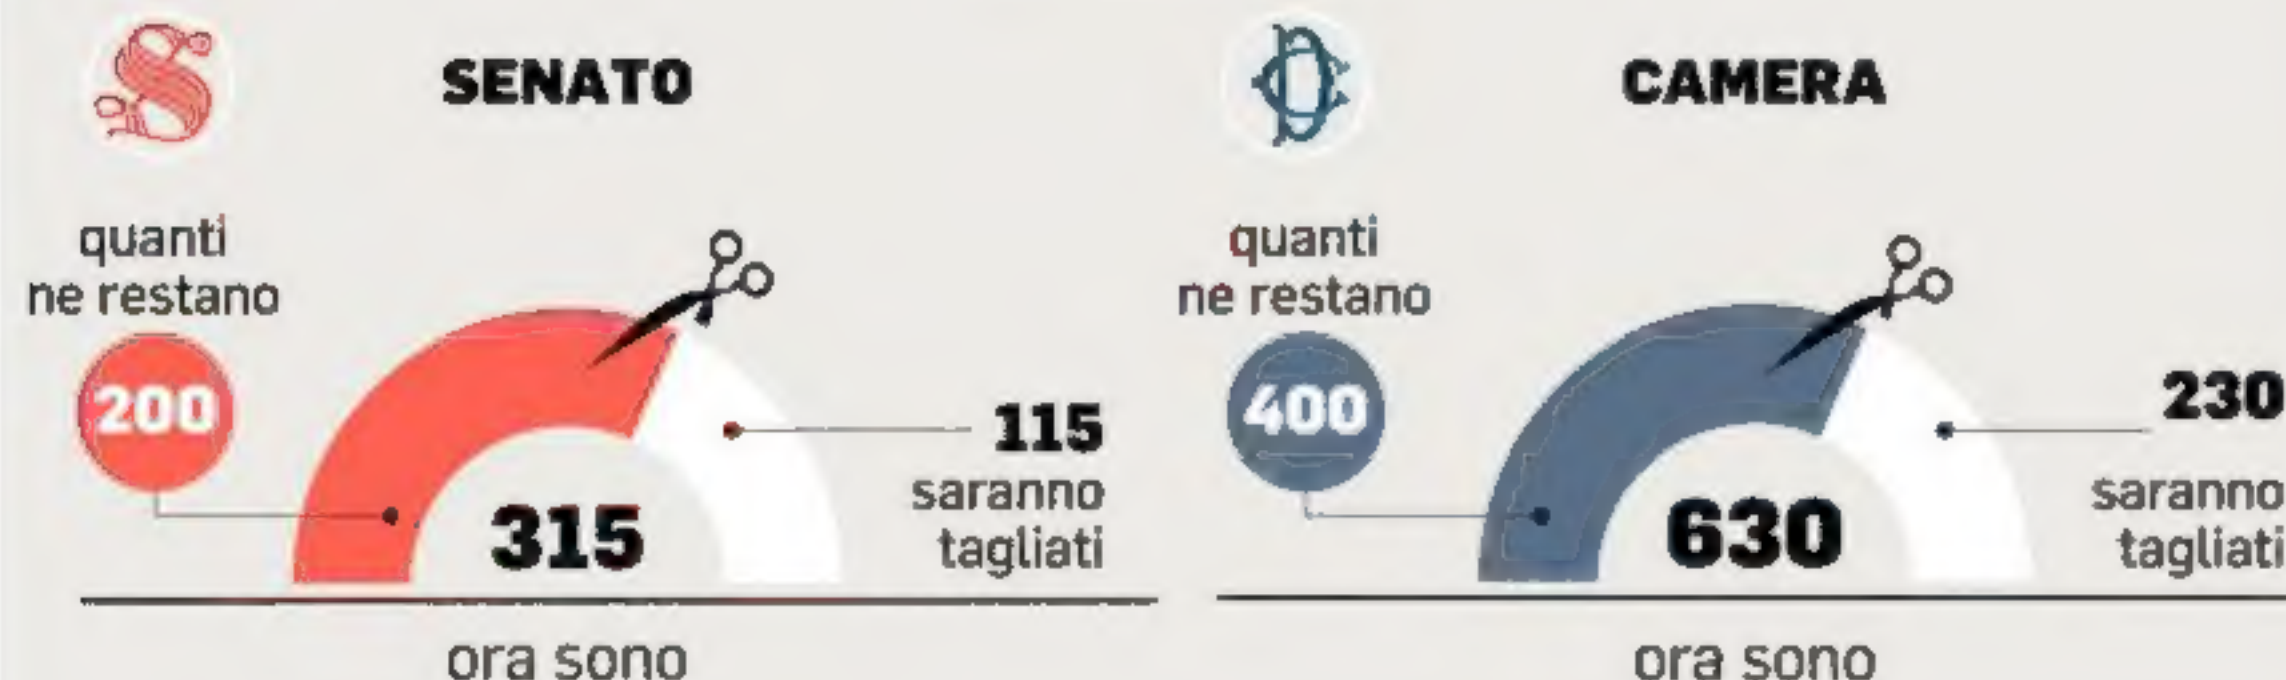 SENATO
quanti
ne restano
200
315
115
saranno
tagliati
ora sono
CAMERA
quanti
ne restano
400
630
230
saranno
tagliati
ora sono